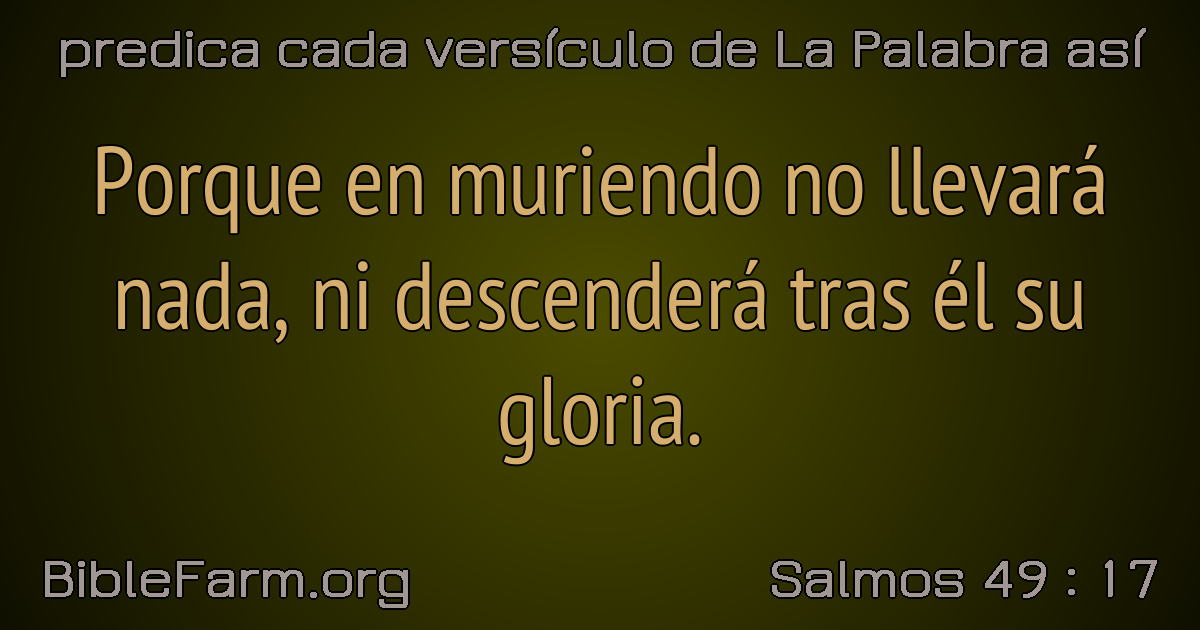 predica cada versículo de La Palabra así
Porque en muriendo no llevará
nada, ni descenderá tras él su
gloria.
BibleFarm.org
Salmos 49 : 17